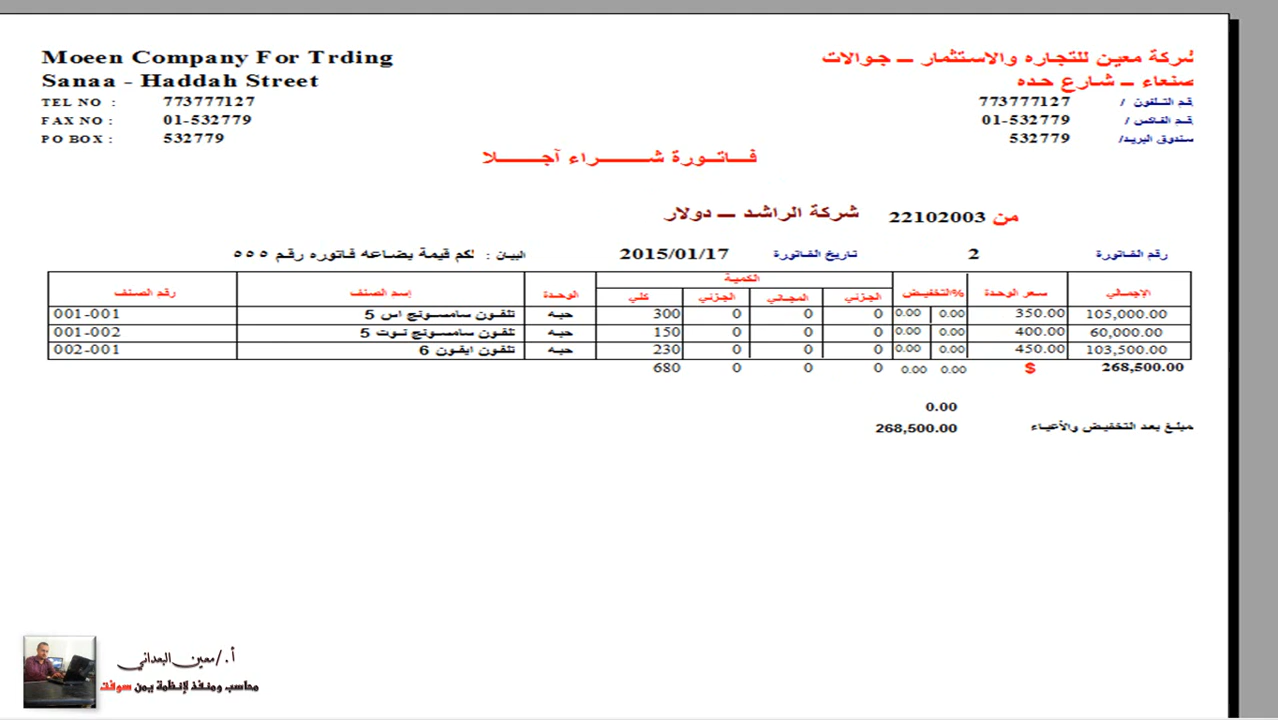 Moeen Company For Trding
شركة معين للتجاره والاستثمار – جوالات
Sanaa - Haddah Street
صنعاء – شارع حده
TEL NO : 773777127
رقم التلفون / 773777127
FAX NO : 01-532779
رقم الفاكس / 01-532779
PO BOX : 532779
صندوق البريد/ 532779
فـــاتـــورة شـــــــراء آجـــــلا
من 22102003 شركة الراشد – دولار
رقم الفاتورة 2 تاريخ الفاتورة 2015/01/17 البيان : لكم قيمة بضاعه فاتوره رقم ٥٥٥
الكمية
الإجمالي سعر الوحدة %التخفيض الجزئي المجاني الجزئي كلي الوحدة إسم الصنف رقم الصنف
105,000.00 350.00 0.00 0.00 0 0 0 300 حبه تلفون سامسونج اس 5 001-001
60,000.00 400.00 0.00 0.00 0 0 0 150 حبه تلفون سامسونج نوت 5 001-002
103,500.00 450.00 0.00 0.00 0 0 0 230 حبه تلفون ايفون 6 002-001
268,500.00 $ 0.00 0.00 0 0 0 680
0.00
مبلغ بعد التخفيض والأعباء 268,500.00
أ./معين البعداني
محاسب ومنفذ لإنظمة يمن سوفت